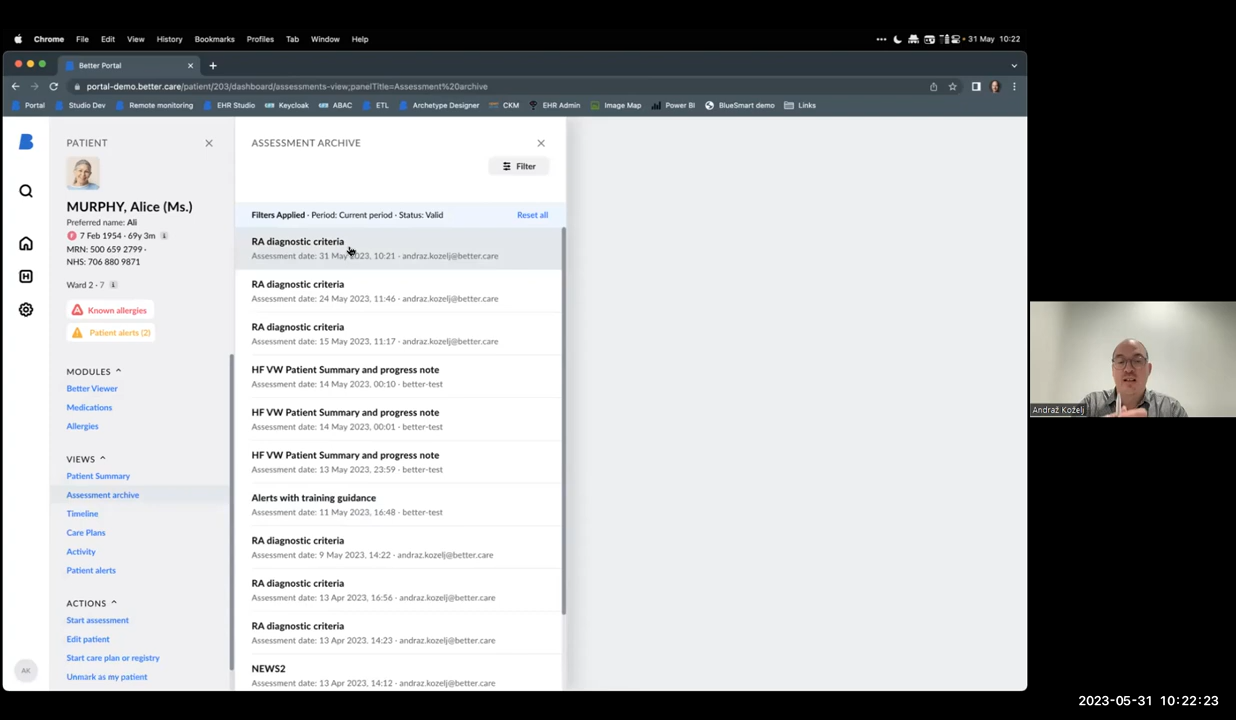 Chrome File Edit View History Bookmarks Profiles Tab Window Help
31 May 10:22
Better Portal
portal-demo.better.care/patient/203/dashboard/assessments-view;panelTitle=Assessment%20archive
Portal Studio Dev Remote monitoring EHR Studio Keycloak ABAC ETL Archetype Designer CKM EHR Admin Image Map Power BI BlueSmart demo Links
PATIENT
MURPHY, Alice (Ms.)
Preferred name: Ali
7 Feb 1954 · 69y 3m
MRN: 500 659 2799 ·
NHS: 706 880 9871
Ward 2 · 7
Known allergies
Patient alerts (2)
MODULES
Better Viewer
Medications
Allergies
VIEWS
Patient Summary
Assessment archive
Timeline
Care Plans
Activity
Patient alerts
ACTIONS
Start assessment
Edit patient
Start care plan or registry
Unmark as my patient
AK
ASSESSMENT ARCHIVE
Filter
Filters Applied · Period: Current period · Status: Valid
Reset all
RA diagnostic criteria
Assessment date: 31 May 2023, 10:21 · andraz.kozelj@better.care
RA diagnostic criteria
Assessment date: 24 May 2023, 11:46 · andraz.kozelj@better.care
RA diagnostic criteria
Assessment date: 15 May 2023, 11:17 · andraz.kozelj@better.care
HF VW Patient Summary and progress note
Assessment date: 14 May 2023, 00:10 · better-test
HF VW Patient Summary and progress note
Assessment date: 14 May 2023, 00:01 · better-test
HF VW Patient Summary and progress note
Assessment date: 13 May 2023, 23:59 · better-test
Alerts with training guidance
Assessment date: 11 May 2023, 16:48 · better-test
RA diagnostic criteria
Assessment date: 9 May 2023, 14:22 · andraz.kozelj@better.care
RA diagnostic criteria
Assessment date: 13 Apr 2023, 16:56 · andraz.kozelj@better.care
RA diagnostic criteria
Assessment date: 13 Apr 2023, 14:23 · andraz.kozelj@better.care
NEWS2
Assessment date: 13 Apr 2023, 14:12 · andraz.kozelj@better.care
Andraž Koželj
2023-05-31 10:22:23